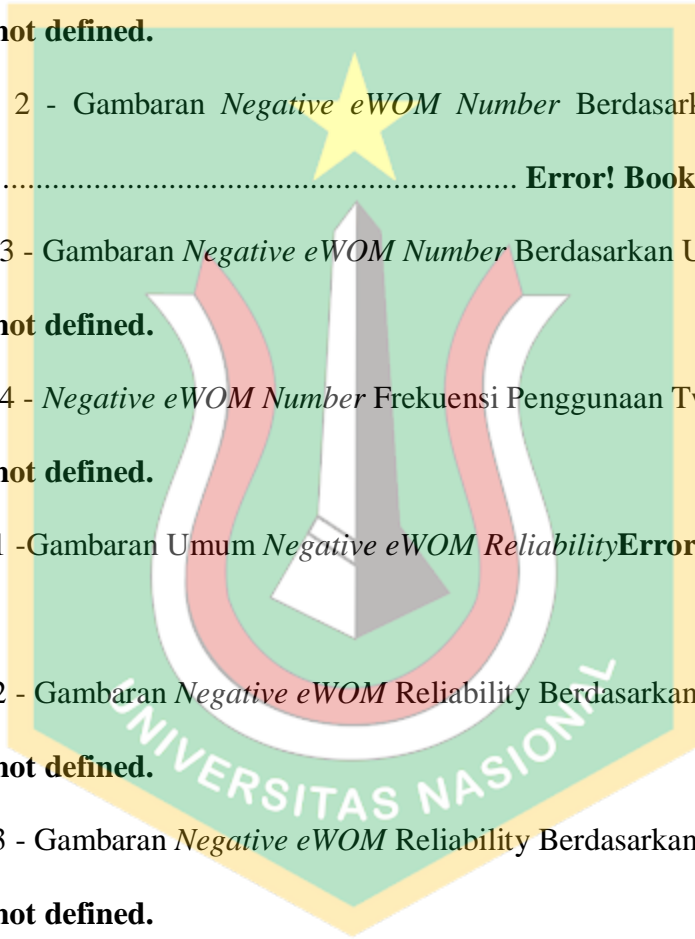 not defined.
2 - Gambaran Negative eWOM Number Berdasark
.................................................... Error! Book
3 - Gambaran Negative eWOM Number Berdasarkan U
not defined.
4 - Negative eWOM Number Frekuensi Penggunaan Tw
not defined.
1 -Gambaran Umum Negative eWOM ReliabilityError
2 - Gambaran Negative eWOM Reliability Berdasarkan
not defined.
3 - Gambaran Negative eWOM Reliability Berdasarkan
not defined.
UNIVERSITAS NASIONAL